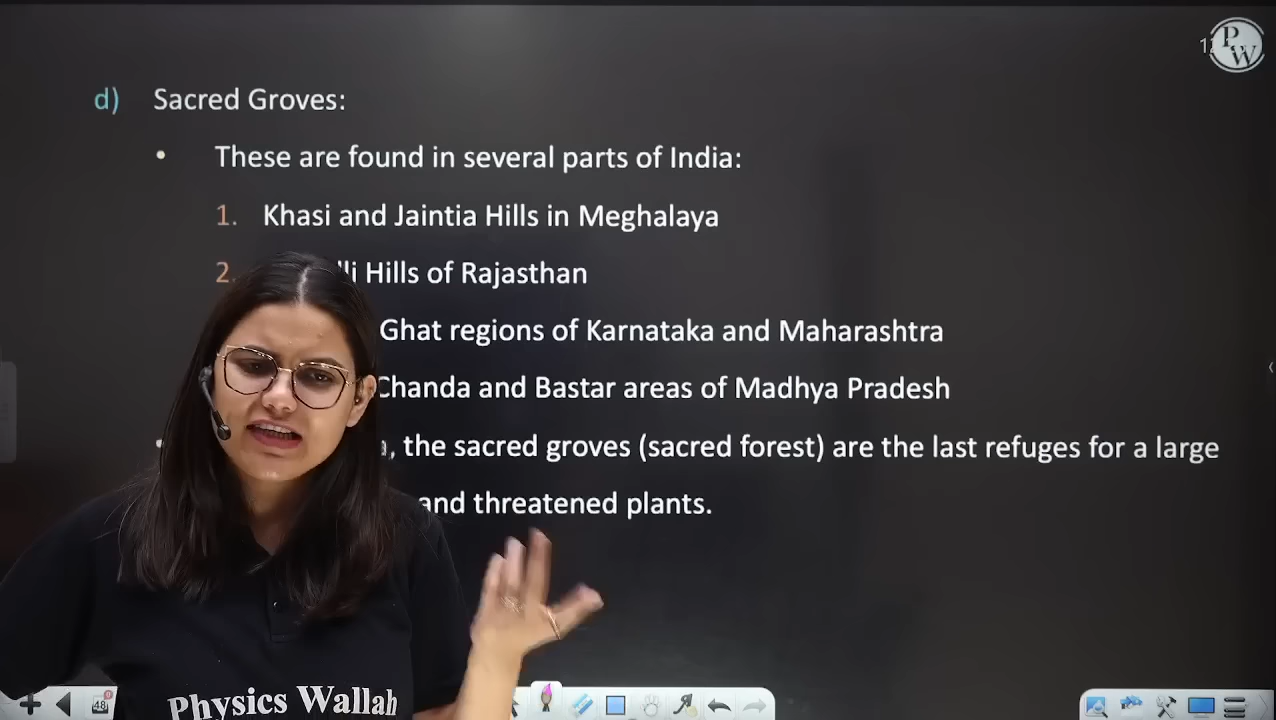 PW
d) Sacred Groves:
• These are found in several parts of India:
1. Khasi and Jaintia Hills in Meghalaya
2. Hills of Rajasthan
Ghat regions of Karnataka and Maharashtra
Chanda and Bastar areas of Madhya Pradesh
, the sacred groves (sacred forest) are the last refuges for a large
and threatened plants.
48
Physics Wallah